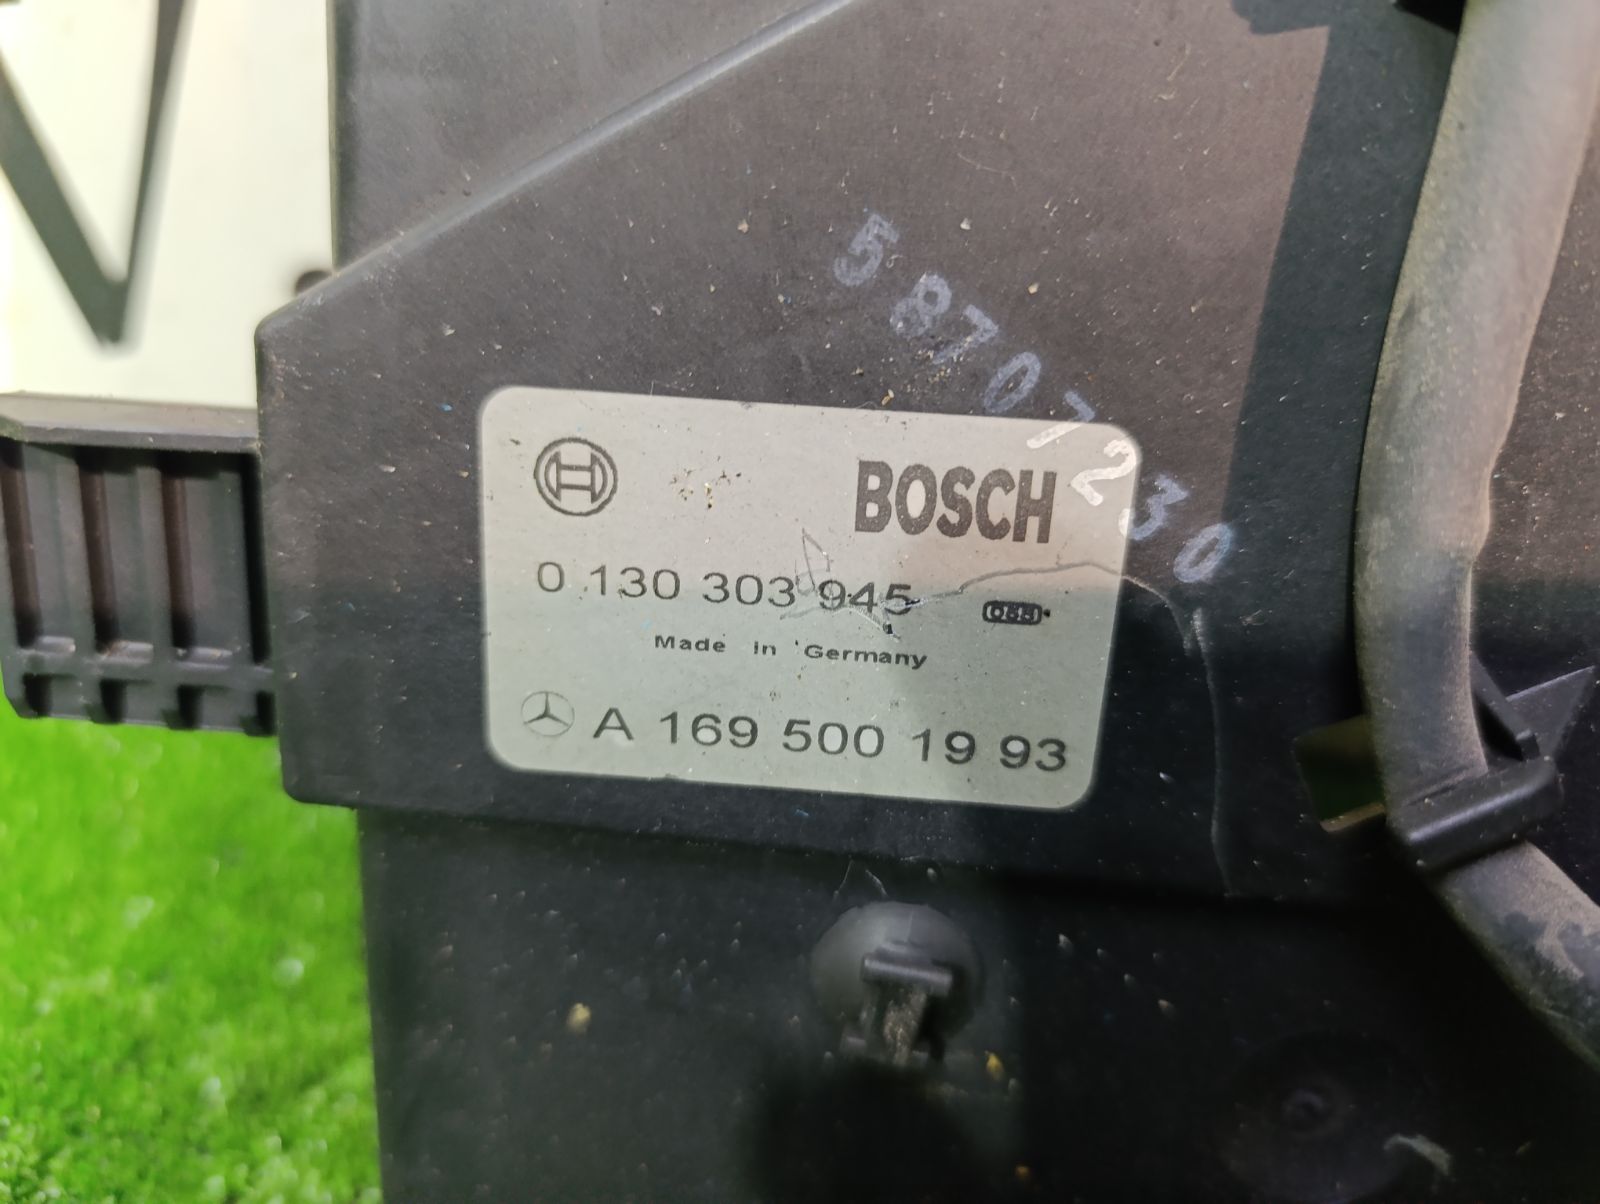 58707230
BOSCH
0 130 303 945
Made in Germany
A 169 500 19 93